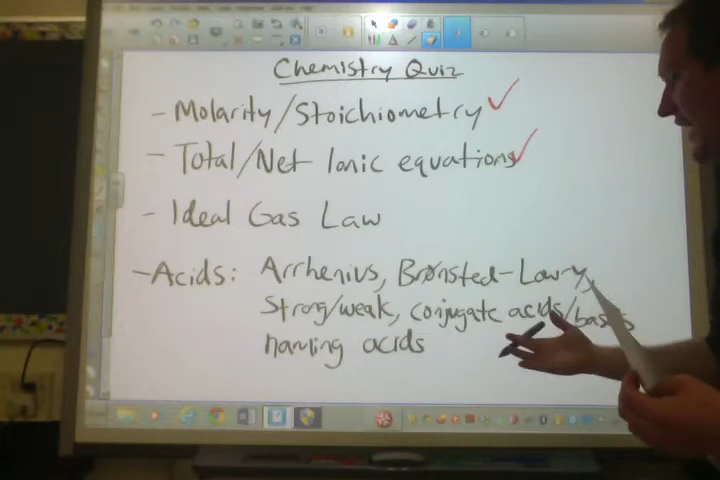 Chemistry Quiz
- Molarity/Stoichiometry ✓
- Total/Net Ionic equations ✓
- Ideal Gas Law
- Acids: Arrhenius, Brønsted-Lowry,
Strong/weak, conjugate acids/bases
naming acids